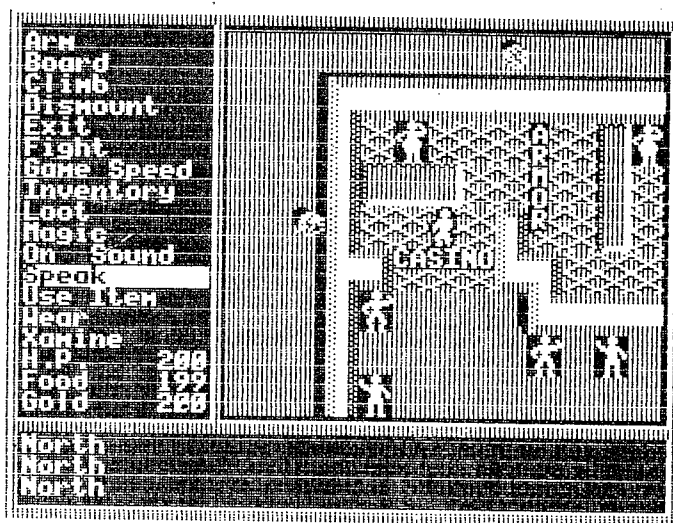 Arm
Board
Climb
Dismount
Exit
Fight
Game Speed
Inventory
Loot
Magic
On Sound
Speak
Use Item
Wear
Xamine
H.P. 200
Food 199
Gold 200
ARMOR
CASINO
North
North
North